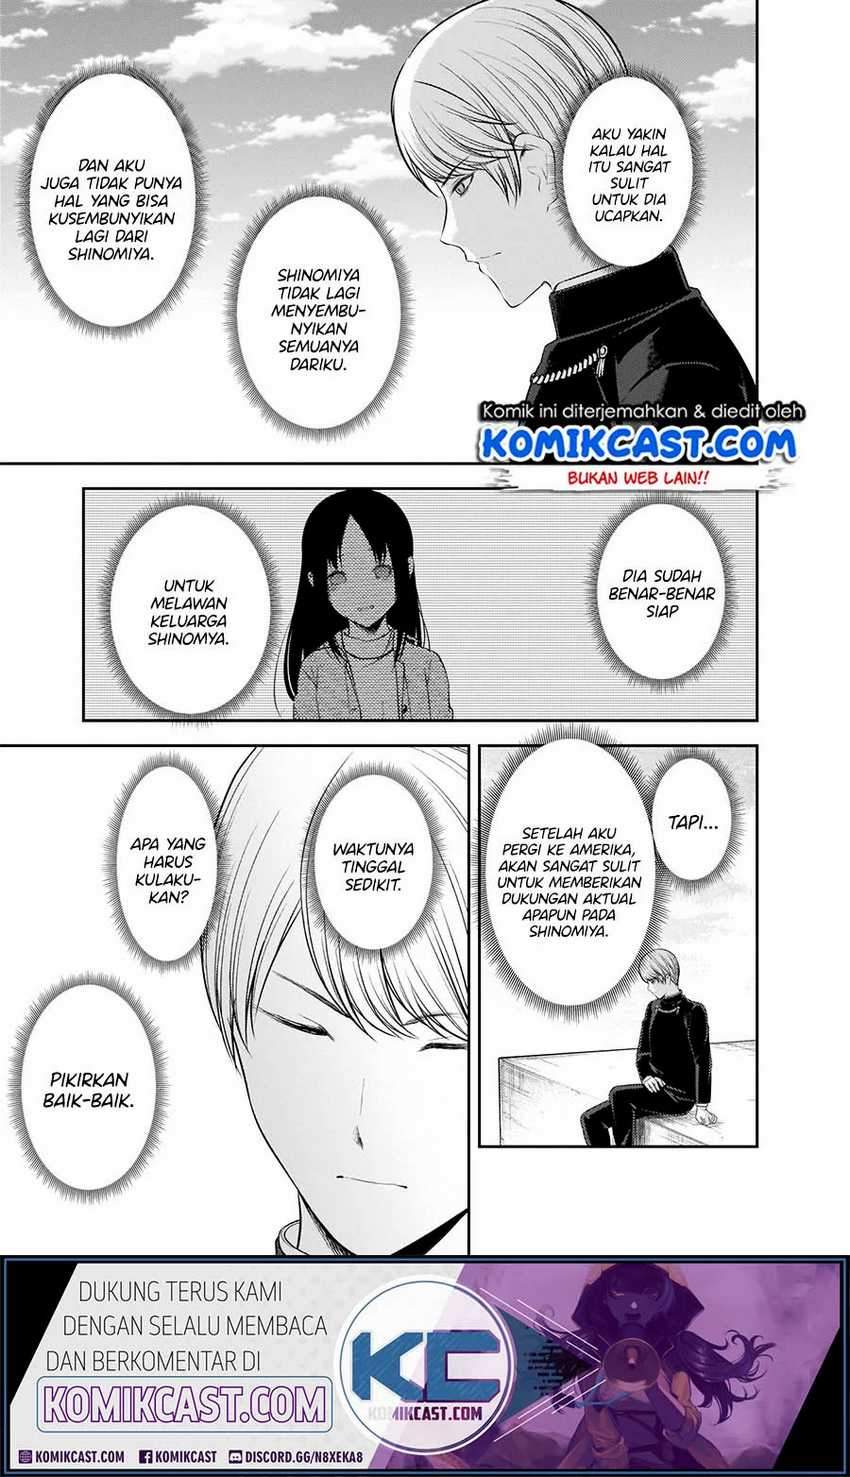 AKU YAKIN
KALAU HAL
ITU SANGAT
SULIT
UNTUK DIA
UCAPKAN.
SHINOMIYA
TIDAK LAGI
MENYEMBU-
NYIKAN
SEMUANYA
DARIKU.
DAN AKU
JUGA TIDAK PUNYA
HAL YANG BISA
KUSEMBUNYIKAN
LAGI DARI
SHINOMIYA.
Komik ini diterjemahkan & diedit oleh
KOMIKCAST.COM
BUKAN WEB LAIN!!
DIA SUDAH
BENAR-BENAR
SIAP
UNTUK
MELAWAN
KELUARGA
SHINOMYA.
TAPI...
SETELAH AKU
PERGI KE AMERIKA,
AKAN SANGAT SULIT
UNTUK MEMBERIKAN
DUKUNGAN AKTUAL
APAPUN PADA
SHINOMIYA.
WAKTUNYA
TINGGAL
SEDIKIT.
APA YANG
HARUS
KULAKU-
KAN?
PIKIRKAN
BAIK-BAIK.
DUKUNG TERUS KAMI
DENGAN SELALU MEMBACA
DAN BERKOMENTAR DI
KOMIKCAST.COM
KC
KOMIKCAST.COM
KOMIKCAST.COM KOMIKCAST DISCORD.GG/N8XEKA8